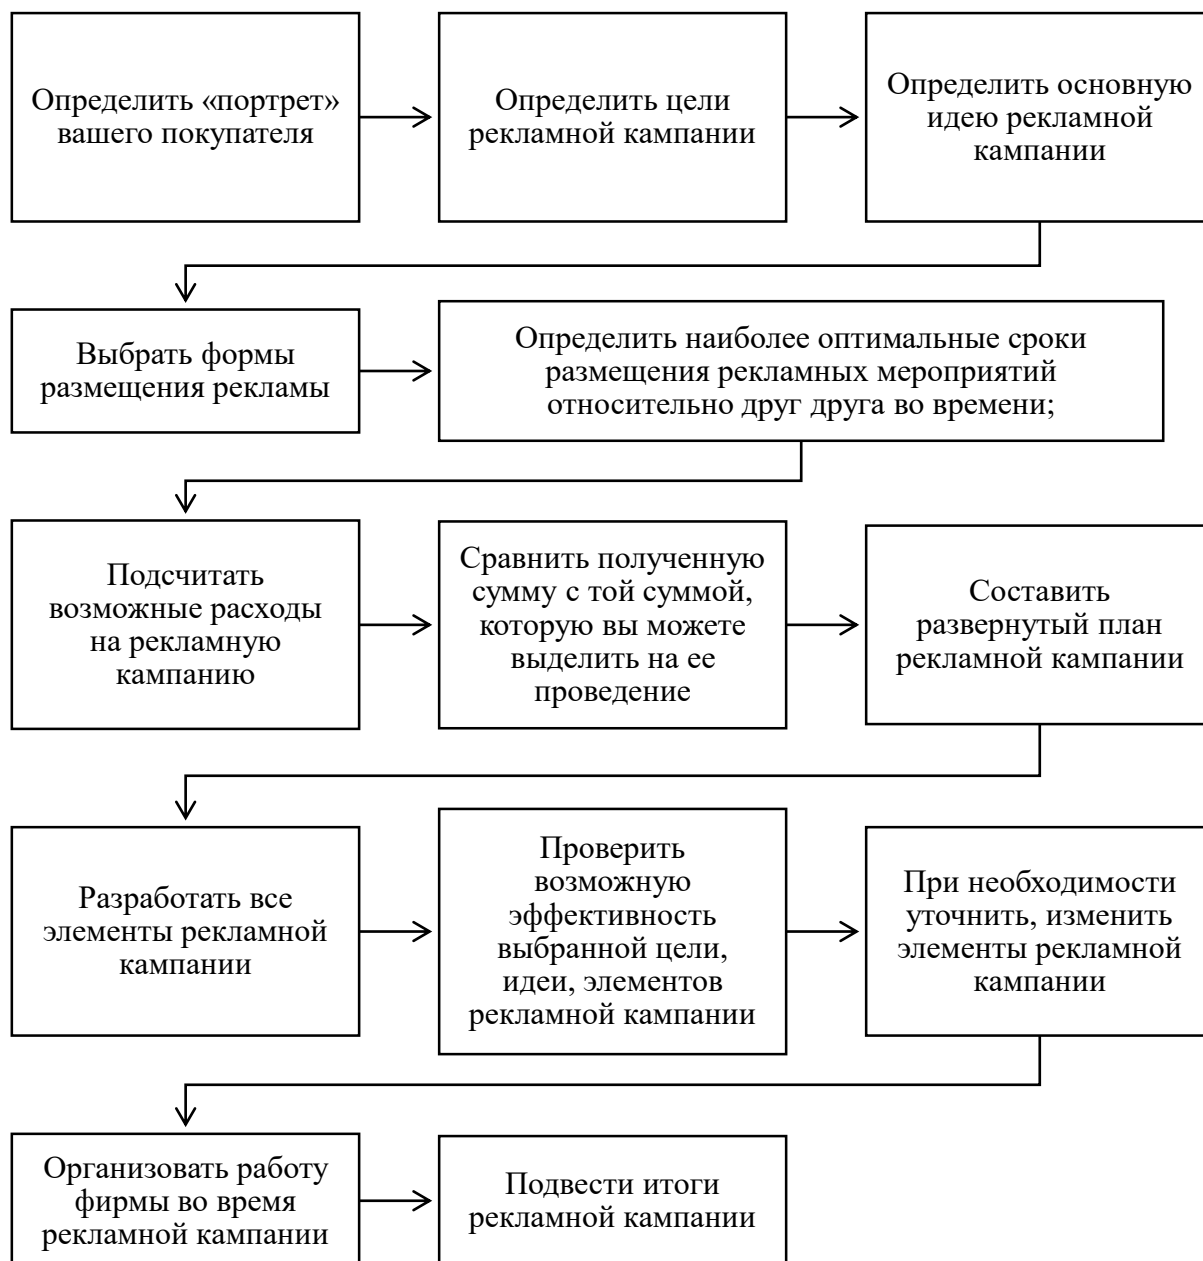 Определить «портрет»
вашего покупателя
Определить цели
рекламной кампании
Определить основную
идею рекламной
кампании
Выбрать формы
размещения рекламы
Определить наиболее оптимальные сроки
размещения рекламных мероприятий
относительно друг друга во времени;
Подсчитать
возможные расходы
на рекламную
кампанию
Сравнить полученную
сумму с той суммой,
которую вы можете
выделить на ее
проведение
Составить
развернутый план
рекламной кампании
Разработать все
элементы рекламной
кампании
Проверить
возможную
эффективность
выбранной цели,
идеи, элементов
рекламной кампании
При необходимости
уточнить, изменить
элементы рекламной
кампании
Организовать работу
фирмы во время
рекламной кампании
Подвести итоги
рекламной кампании